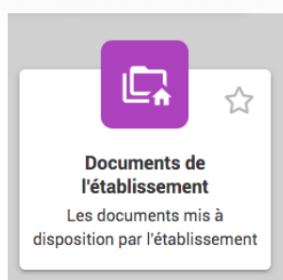 Documents de
l'établissement
Les documents mis à
disposition par l'établissement